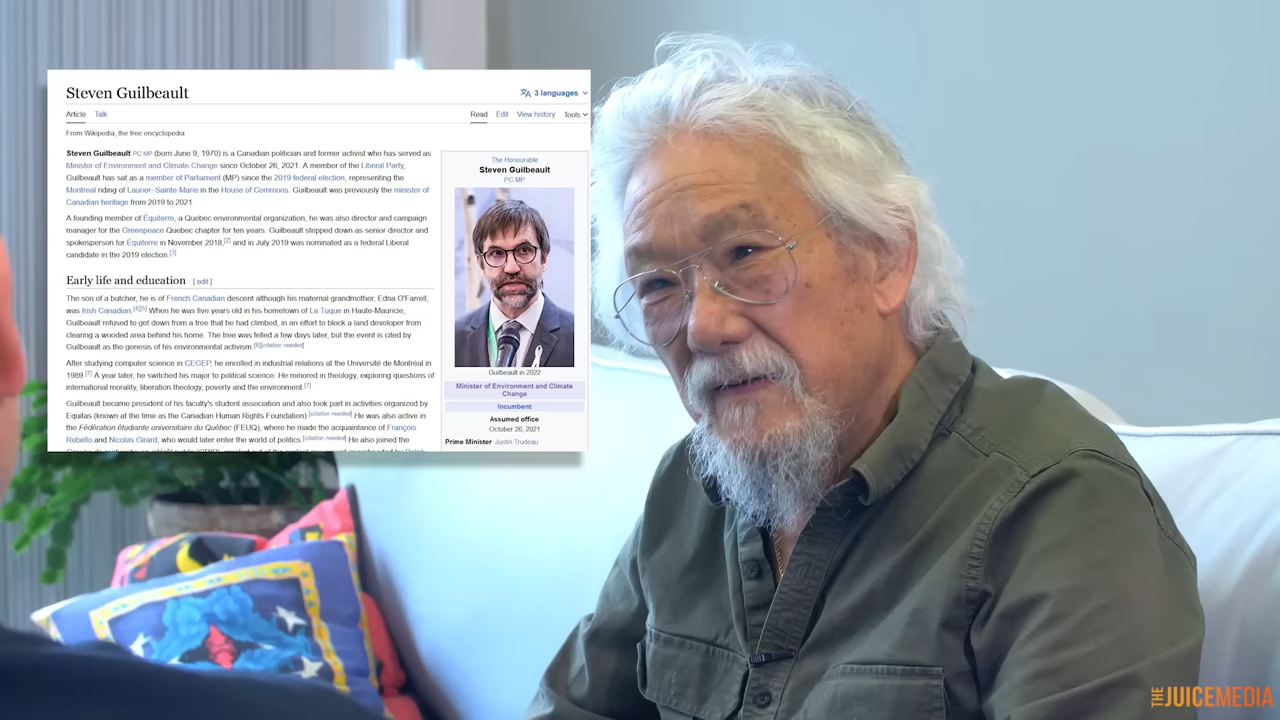 Steven Guilbeault
3 languages
Article Talk
Read Edit View history Tools
From Wikipedia, the free encyclopedia
Steven Guilbeault PC MP (born June 9, 1970) is a Canadian politician and former activist who has served as
Minister of Environment and Climate Change since October 26, 2021. A member of the Liberal Party,
Guilbeault has sat as a member of Parliament (MP) since the 2019 federal election, representing the
Montreal riding of Laurier–Sainte-Marie in the House of Commons. Guilbeault was previously the minister of
Canadian heritage from 2019 to 2021.
A founding member of Équiterre, a Quebec environmental organization, he was also director and campaign
manager for the Greenpeace Quebec chapter for ten years. Guilbeault stepped down as senior director and
spokesperson for Équiterre in November 2018,[2] and in July 2019 was nominated as a federal Liberal
candidate in the 2019 election.[3]
Early life and education [ edit ]
The son of a butcher, he is of French Canadian descent although his maternal grandmother, Edna O'Farrell,
was Irish Canadian.[4][5] When he was five years old in his hometown of La Tuque in Haute-Mauricie,
Guilbeault refused to get down from a tree that he had climbed, in an effort to block a land developer from
clearing a wooded area behind his home. The tree was felled a few days later, but the event is cited by
Guilbeault as the genesis of his environmental activism.[6][citation needed]
After studying computer science in CEGEP, he enrolled in industrial relations at the Université de Montréal in
1989.[7] A year later, he switched his major to political science. He minored in theology, exploring questions of
international morality, liberation theology, poverty and the environment.[7]
Guilbeault became president of his faculty's student association and also took part in activities organized by
Equitas (known at the time as the Canadian Human Rights Foundation).[citation needed] He was also active in
the Fédération étudiante universitaire du Québec (FEUQ), where he made the acquaintance of François
Rebello and Nicolas Girard, who would later enter the world of politics.[citation needed] He also joined the
The Honourable
Steven Guilbeault
PC MP
Guilbeault in 2022
Minister of Environment and Climate
Change
Incumbent
Assumed office
October 26, 2021
Prime Minister Justin Trudeau
THE JUICEMEDIA